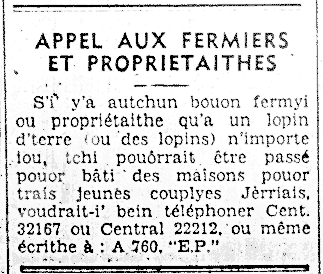 APPEL AUX FERMIERS
ET PROPRIETAITHES
S'i' y'a autchun bouon fermyi
ou propriétaithe qu'a un lopin
d'terre (ou des lopins) n'importe
iou, tchi pouôrrait être passé
pouor bâti des maisons pouor
trais jeunes couplyes Jèrriais,
voudrait-i' bein téléphoner Cent.
32167 ou Central 22212, ou même
écrithe à : A 760, "E.P."